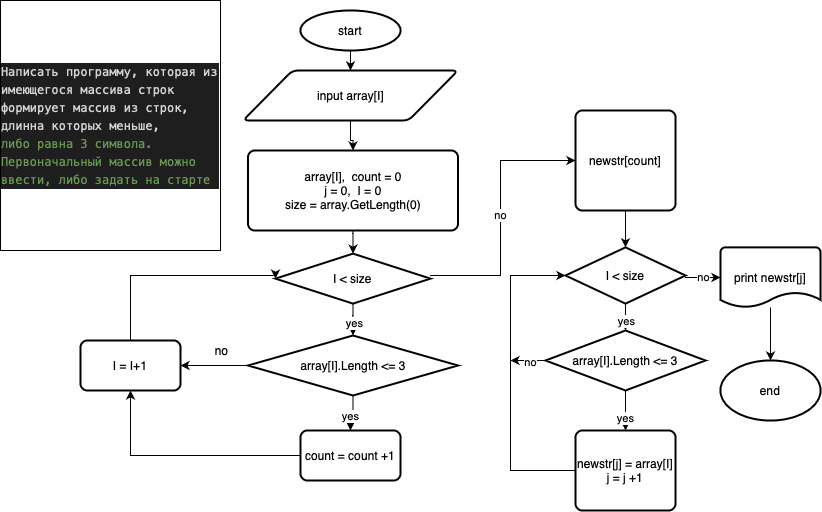 Написать программу, которая из
имеющегося массива строк
формирует массив из строк,
длинна которых меньше,
либо равна 3 символа.
Первоначальный массив можно
ввести, либо задать на старте
start
input array[I]
array[I], count = 0
j = 0, I = 0
size = array.GetLength(0)
I < size
no
yes
array[I].Length <= 3
no
I = I+1
yes
count = count +1
newstr[count]
I < size
no
print newstr[j]
end
yes
array[I].Length <= 3
no
yes
newstr[j] = array[I]
j = j +1